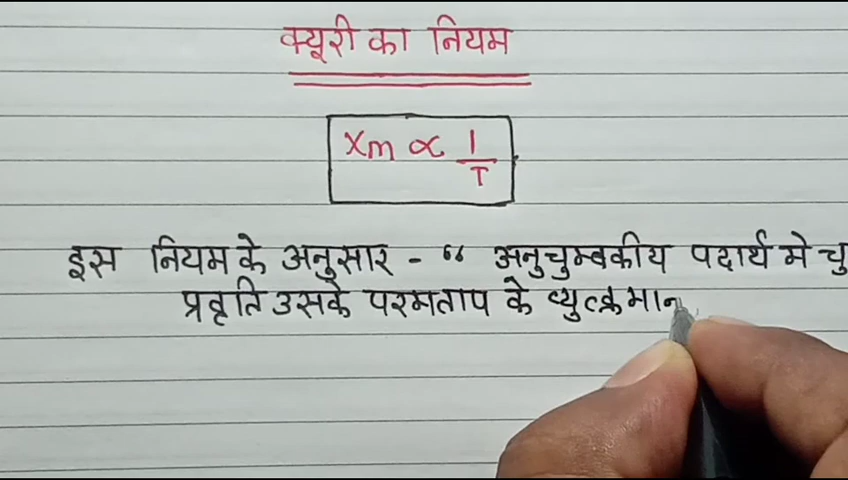 क्यूरी का नियम
Xm ∝ 1/T
इस नियम के अनुसार - “ अनुचुम्बकीय पदार्थ मे चु
प्रवृति उसके परमताप के व्युत्क्रमान